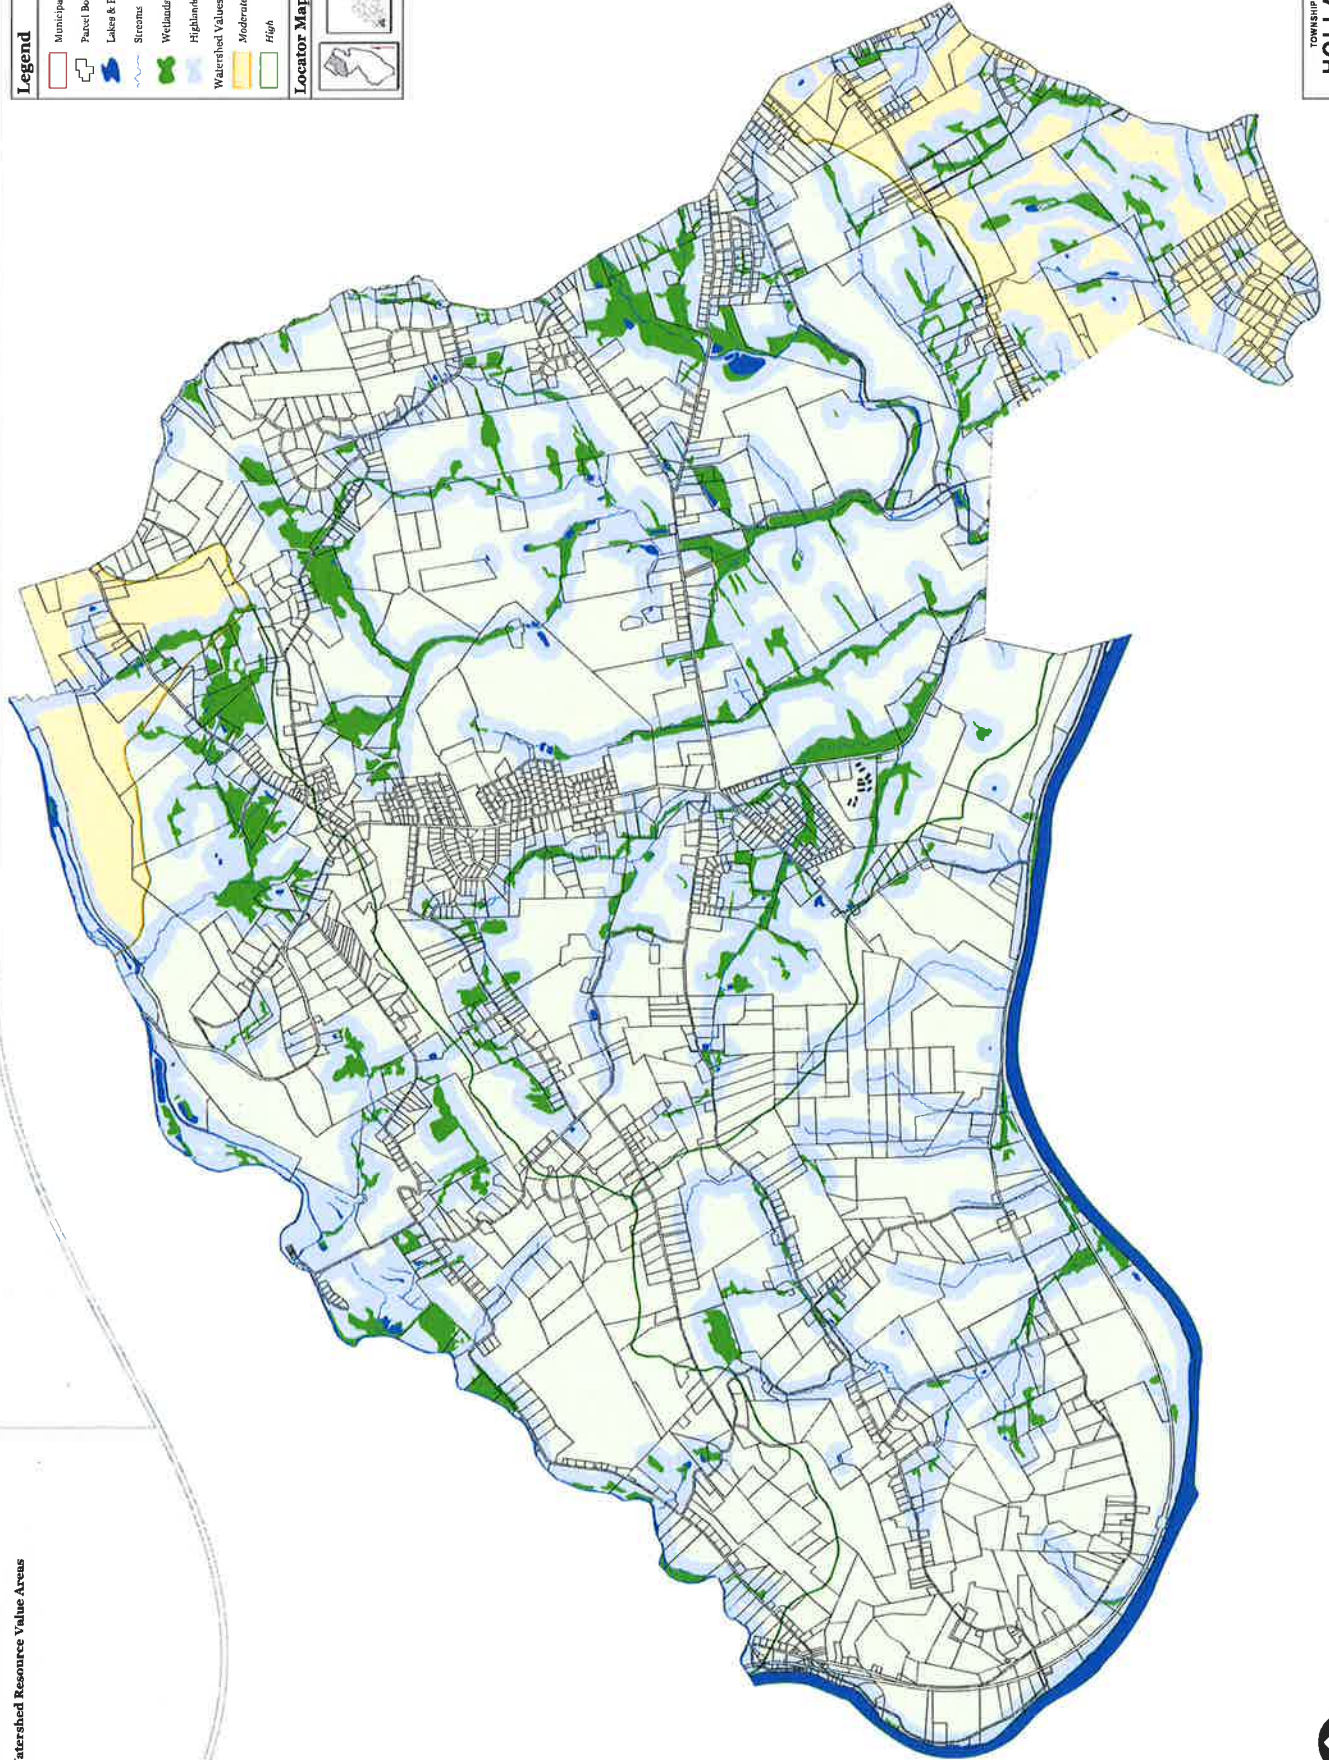 atershed Resource Value Areas
Legend
Municipa
Parcel Bo
Lakes &
Streams
Wetlands
Highlands
Watershed Values
Moderate
High
Locator Map
TOWNSHIP